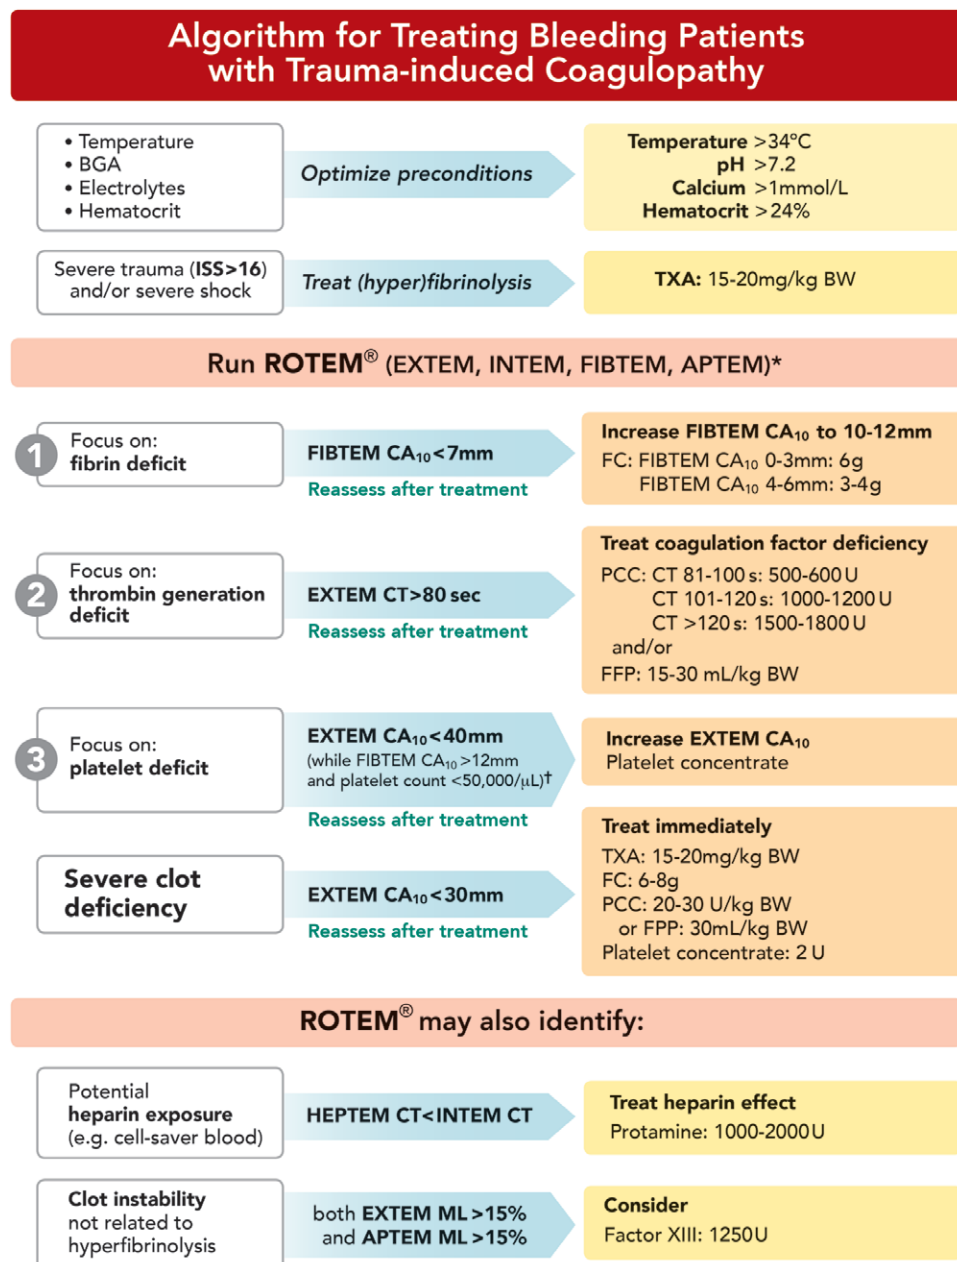 Algorithm for Treating Bleeding Patients
with Trauma-induced Coagulopathy
• Temperature
• BGA
• Electrolytes
• Hematocrit
Optimize preconditions
Temperature >34°C
pH >7.2
Calcium >1mmol/L
Hematocrit >24%
Severe trauma (ISS>16)
and/or severe shock
Treat (hyper)fibrinolysis
TXA: 15-20mg/kg BW
Run ROTEM® (EXTEM, INTEM, FIBTEM, APTEM)*
1
Focus on:
fibrin deficit
FIBTEM CA₁₀<7mm
Reassess after treatment
Increase FIBTEM CA₁₀ to 10-12mm
FC: FIBTEM CA₁₀ 0-3mm: 6g
FIBTEM CA₁₀ 4-6mm: 3-4g
2
Focus on:
thrombin generation
deficit
EXTEM CT>80 sec
Reassess after treatment
Treat coagulation factor deficiency
PCC: CT 81-100 s: 500-600U
CT 101-120 s: 1000-1200U
CT >120 s: 1500-1800U
and/or
FFP: 15-30 mL/kg BW
3
Focus on:
platelet deficit
EXTEM CA₁₀<40mm
(while FIBTEM CA₁₀>12mm
and platelet count <50,000/µL)†
Reassess after treatment
Increase EXTEM CA₁₀
Platelet concentrate
Severe clot
deficiency
EXTEM CA₁₀<30mm
Reassess after treatment
Treat immediately
TXA: 15-20mg/kg BW
FC: 6-8g
PCC: 20-30 U/kg BW
or FPP: 30mL/kg BW
Platelet concentrate: 2 U
ROTEM® may also identify:
Potential
heparin exposure
(e.g. cell-saver blood)
HEPTEM CT<INTEM CT
Treat heparin effect
Protamine: 1000-2000U
Clot instability
not related to
hyperfibrinolysis
both EXTEM ML>15%
and APTEM ML>15%
Consider
Factor XIII: 1250U